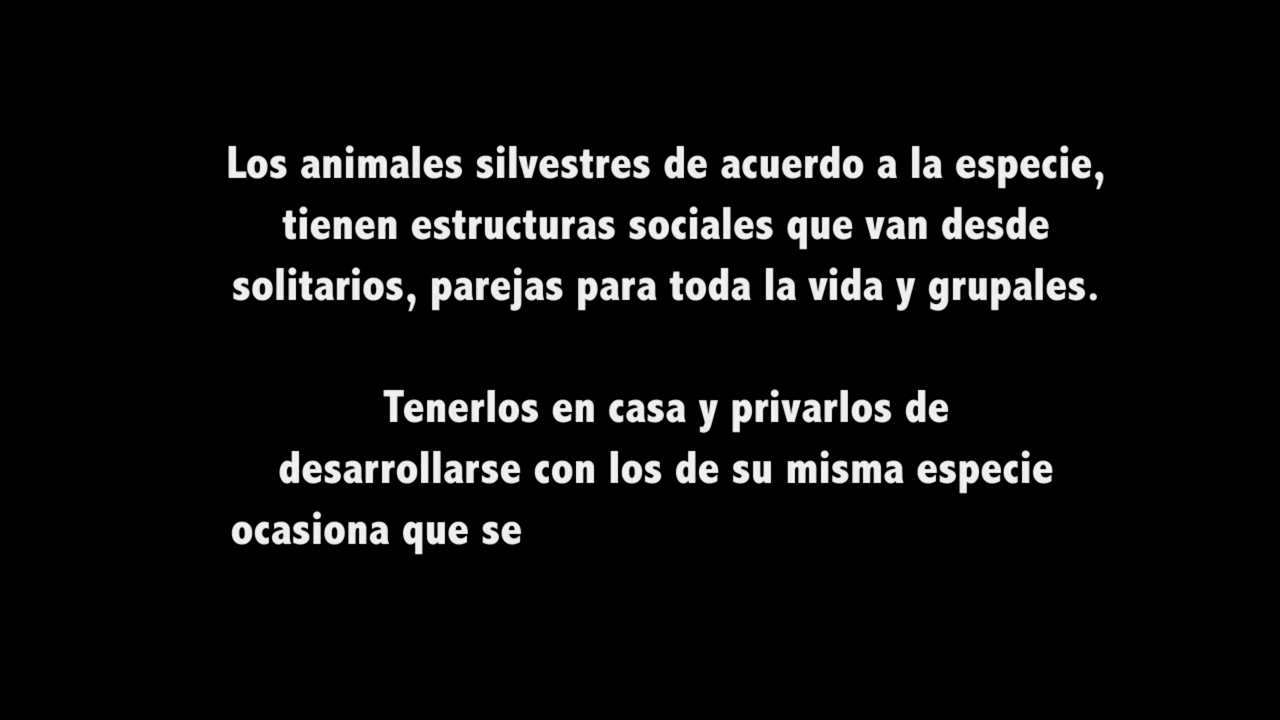 Los animales silvestres de acuerdo a la especie,
tienen estructuras sociales que van desde
solitarios, parejas para toda la vida y grupales.
Tenerlos en casa y privarlos de
desarrollarse con los de su misma especie
ocasiona que se